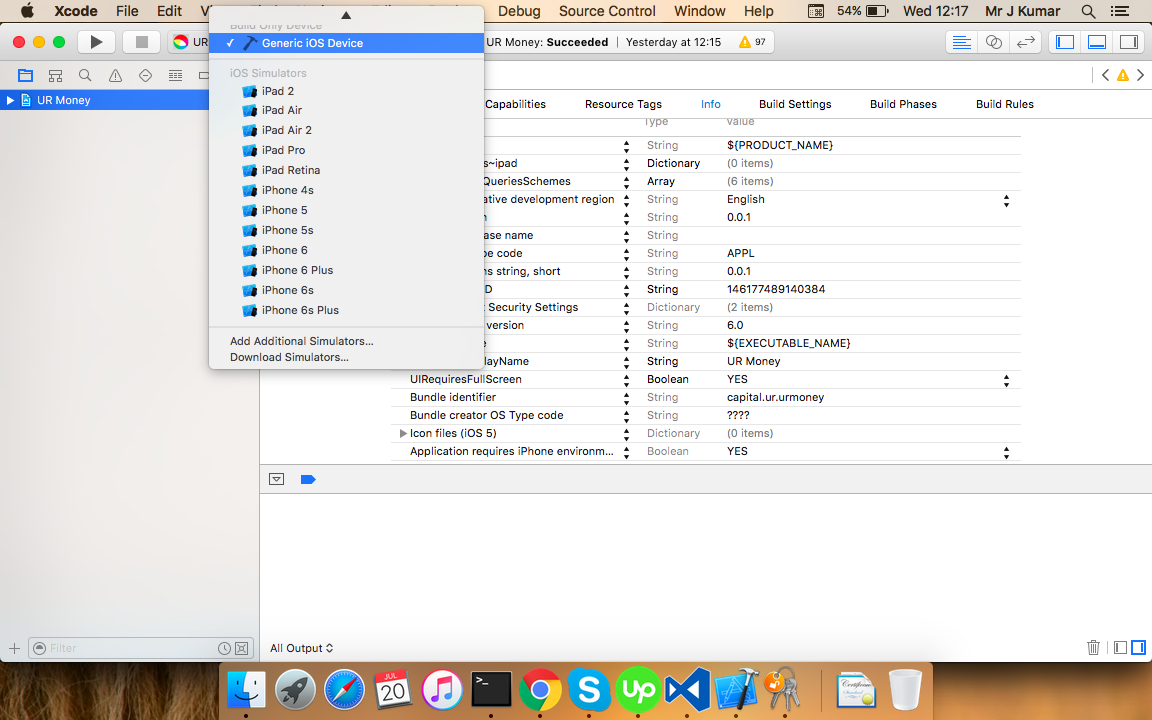 Xcode File Edit V Debug Source Control Window Help 54% Wed 12:17 Mr J Kumar
UR
UR Money: Succeeded | Yesterday at 12:15 97
Build Only Device
✓ Generic iOS Device
iOS Simulators
iPad 2
iPad Air
iPad Air 2
iPad Pro
iPad Retina
iPhone 4s
iPhone 5
iPhone 5s
iPhone 6
iPhone 6 Plus
iPhone 6s
iPhone 6s Plus
Add Additional Simulators...
Download Simulators...
UR Money
Capabilities Resource Tags Info Build Settings Build Phases Build Rules
Type Value
String ${PRODUCT_NAME}
s~ipad Dictionary (0 items)
QueriesSchemes Array (6 items)
ative development region String English
n String 0.0.1
ase name String
pe code String APPL
ns string, short String 0.0.1
D String 146177489140384
t Security Settings Dictionary (2 items)
version String 6.0
e String ${EXECUTABLE_NAME}
layName String UR Money
UIRequiresFullScreen Boolean YES
Bundle identifier String capital.ur.urmoney
Bundle creator OS Type code String ????
Icon files (iOS 5) Dictionary (0 items)
Application requires iPhone environm... Boolean YES
Filter
All Output
JUL
20
>_
S
Up